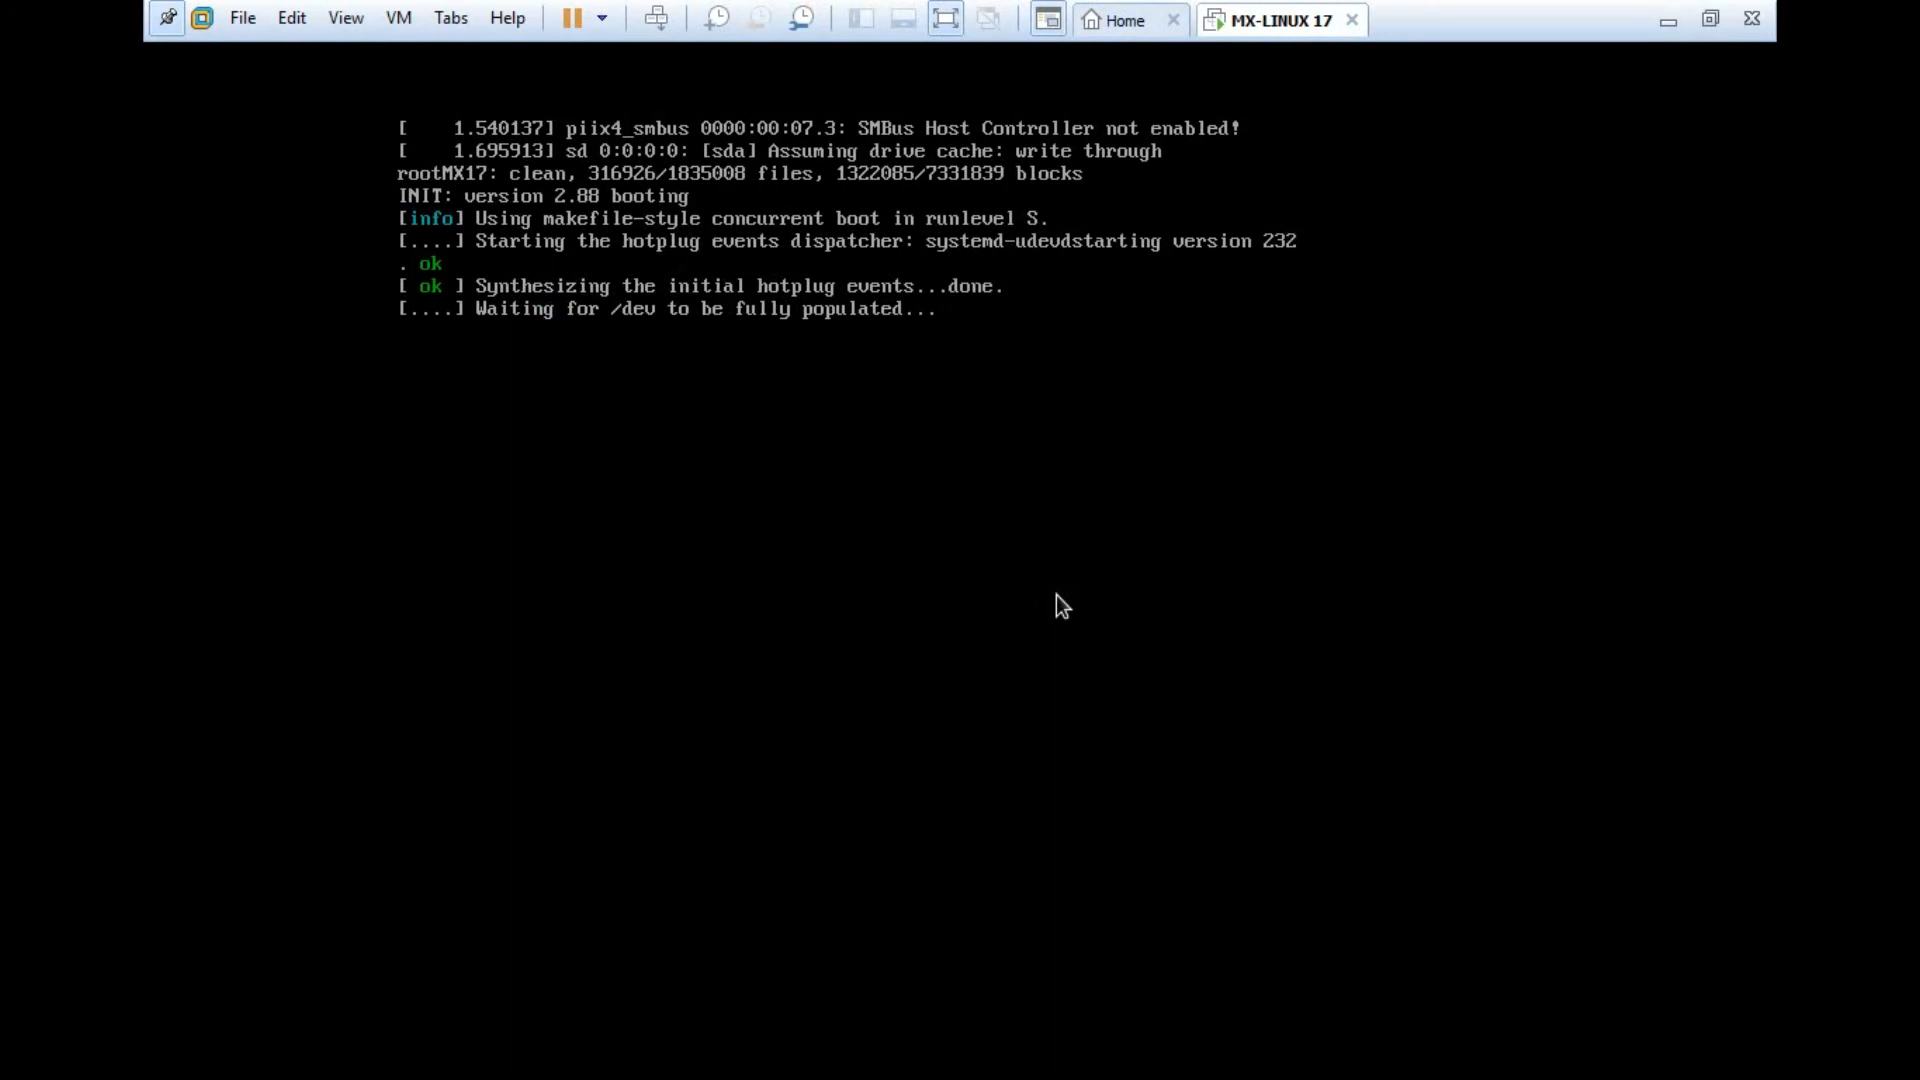 File Edit View VM Tabs Help Home MX-LINUX 17
[    1.540137] piix4_smbus 0000:00:07.3: SMBus Host Controller not enabled!
[    1.695913] sd 0:0:0:0: [sda] Assuming drive cache: write through
rootMX17: clean, 316926/1835008 files, 1322085/7331839 blocks
INIT: version 2.88 booting
[info] Using makefile-style concurrent boot in runlevel S.
[....] Starting the hotplug events dispatcher: systemd-udevdstarting version 232
. ok
[ ok ] Synthesizing the initial hotplug events...done.
[....] Waiting for /dev to be fully populated...